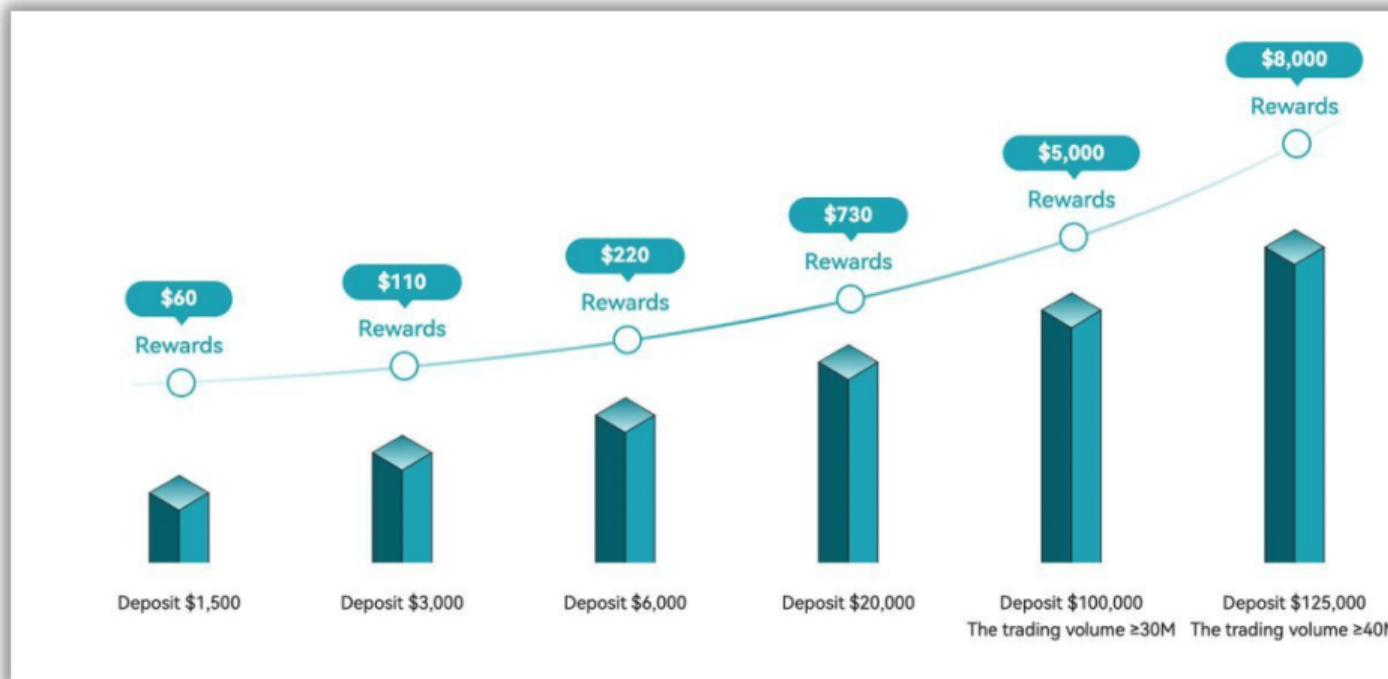 $60
Rewards
Deposit $1,500
$110
Rewards
Deposit $3,000
$220
Rewards
Deposit $6,000
$730
Rewards
Deposit $20,000
$5,000
Rewards
Deposit $100,000
The trading volume ≥30M
$8,000
Rewards
Deposit $125,000
The trading volume ≥40M